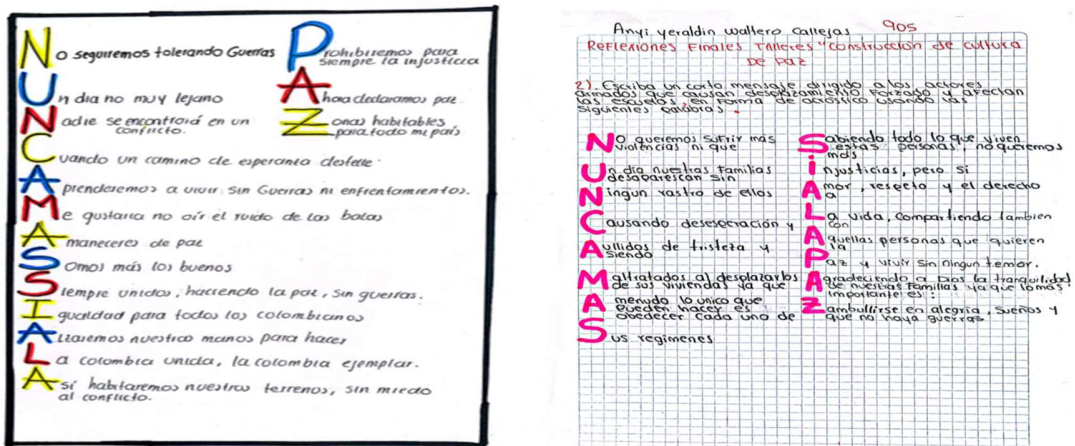 No seguiremos tolerando Guerras
Un dia no muy lejano
Nadie se encontrará en un
conflicto.
Cuando un camino de esperanza destelle.
Aprenderemos a vivir sin Guerras ni enfrentamientos.
Me gustaria no oir el ruido de las balas
Amaneceres de paz
Somos más los buenos
Siempre unidos, haciendo la paz, sin guerras.
Igualdad para todos los colombianos
Alzaremos nuestras manos para hacer
La colombia unida, la colombia ejemplar.
Así habitaremos nuestros terrenos, sin miedo
al conflicto.
Prohibiremos para
siempre la injusticia
Ahora declaramos paz.
Zonas habitables
para todo mi país
Anyi yeraldin wallero callejas 905
Reflexiones Finales Talleres "construcción de cultura
de Paz
2). Escriba un corto mensaje dirigido a los actores
armados que causan desplazamiento forzado y afectan
las escuelas, en forma de acróstico usando las
siguientes palabras.
No queremos sufrir más
violencias ni que
Un dia nuestras familias
desaparescan sin
Ningun rastro de ellos
Causando desesperación y
Aullidos de tristeza y
siendo
Maltratados al desplazarlos
de sus viviendas ya que
A menudo lo unico que
pueden hacer es
obedecer cada uno de
Sus regimenes
Sabiendo todo lo que viven
estas personas, no queremos
más
injusticias, pero si
Amor, respeto y el derecho
a
La vida, compartiendo tambien
con
Aquellas personas que quieren
la
Paz y vivir sin ningun temor.
Agradeciendo a Dios la tranquilidad
de nuestras familias ya que lo más
importante es:
Zambullirse en alegria, sueños y
que no haya guerras